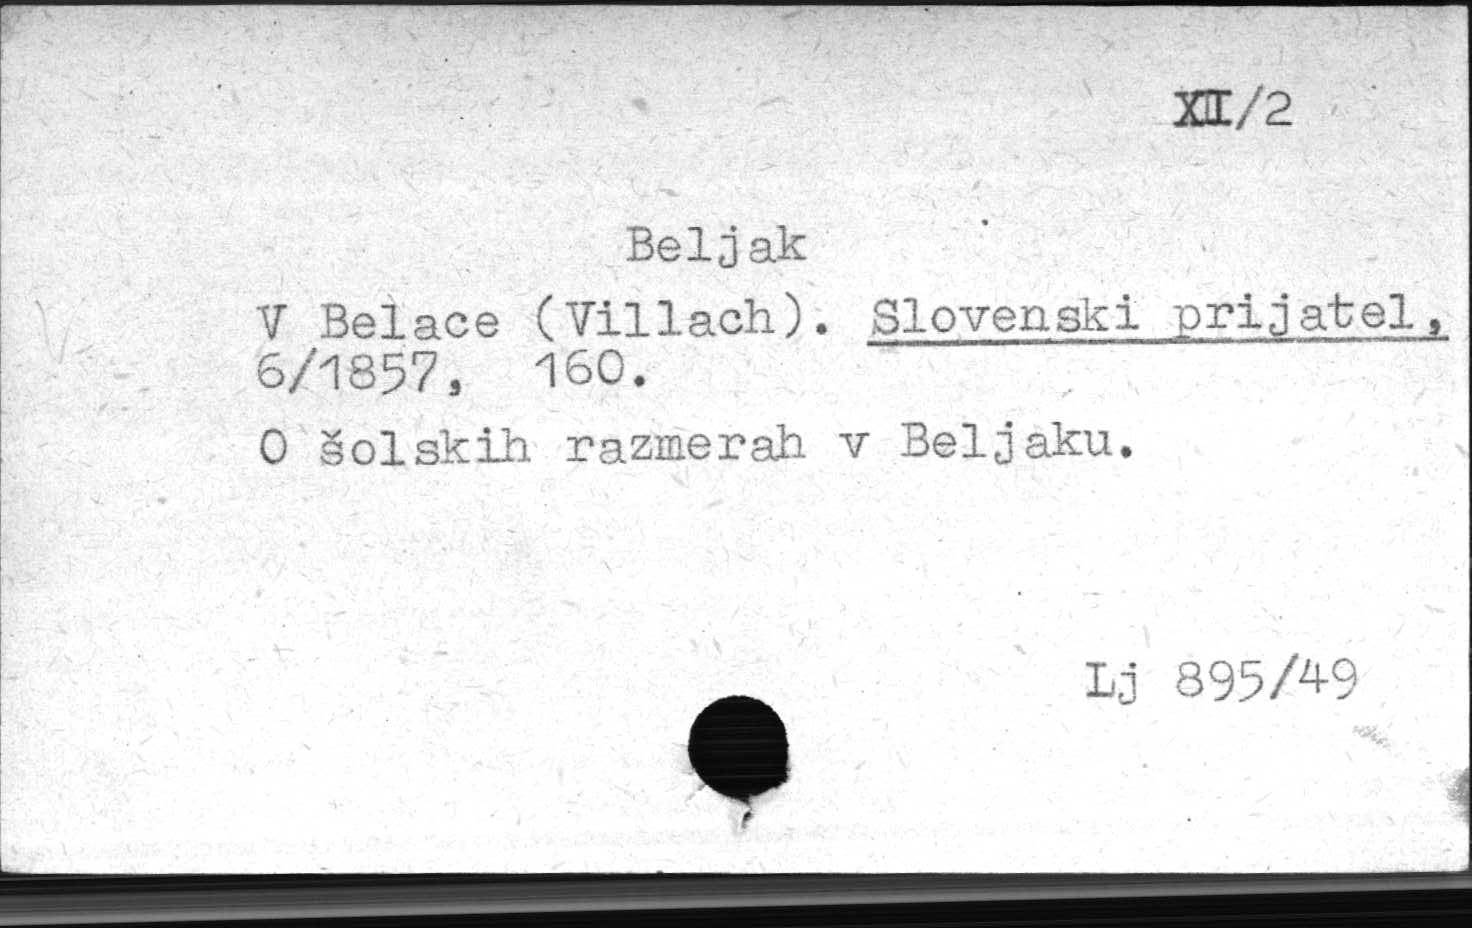 XII/2
Beljak
V Belace (Villach). Slovenski prijatel,
6/1857, 160.
O šolskih razmerah v Beljaku.
Lj 895/49